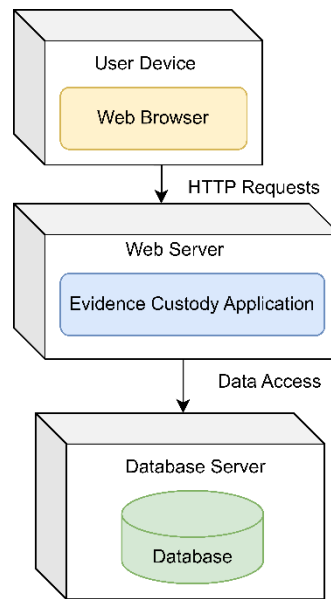 User Device
Web Browser
HTTP Requests
Web Server
Evidence Custody Application
Data Access
Database Server
Database